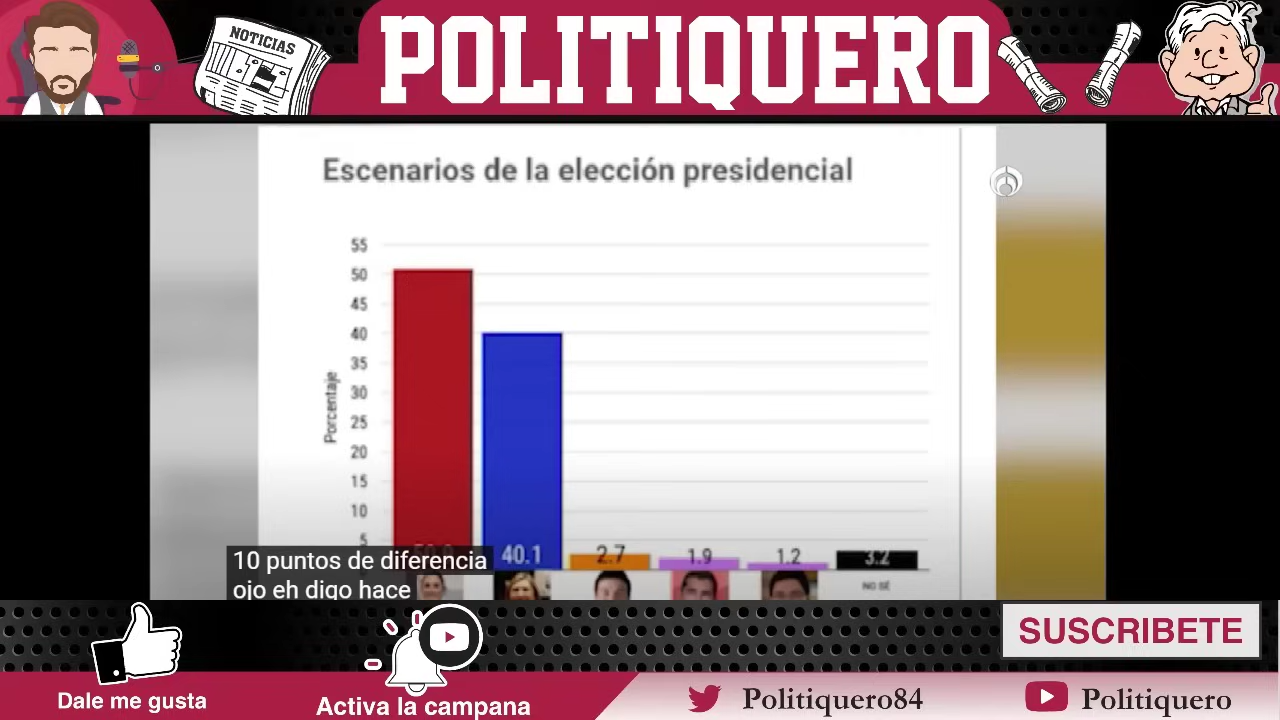 NOTICIAS
POLITIQUERO
Escenarios de la elección presidencial
55
50
45
40
35
30
25
20
15
10
5
Porcentaje
40.1
2.7
1.9
1.2
3.2
NO SÉ
10 puntos de diferencia
ojo eh digo hace
SUSCRIBETE
Dale me gusta
Activa la campana
Politiquero84
Politiquero